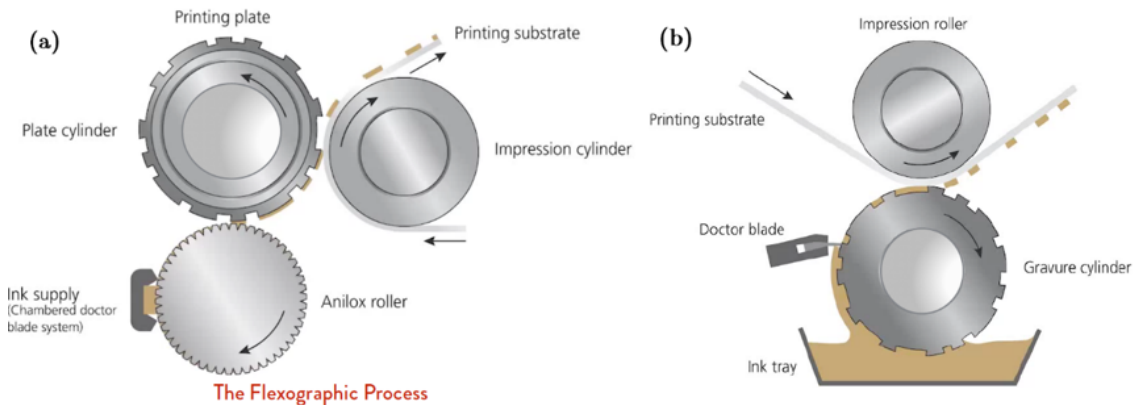 (a)
Printing plate
Printing substrate
Plate cylinder
Impression cylinder
Ink supply
(Chambered doctor
blade system)
Anilox roller
The Flexographic Process
(b)
Impression roller
Printing substrate
Doctor blade
Gravure cylinder
Ink tray